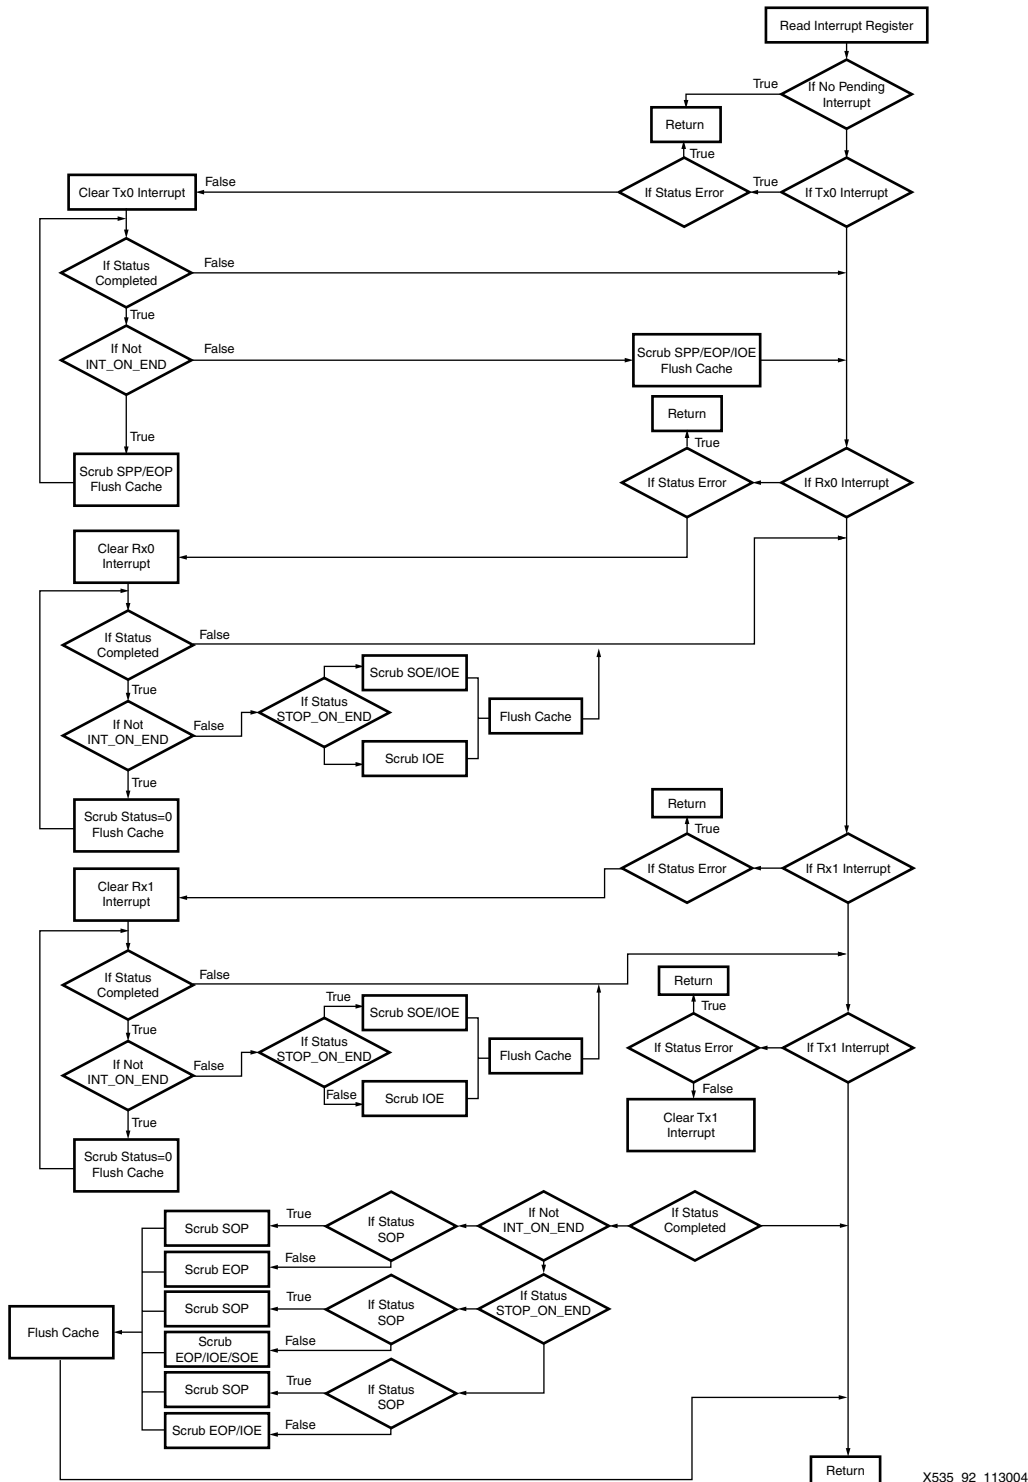 Read Interrupt Register
True
If No Pending
Interrupt
Return
True
False
Clear Tx0 Interrupt
If Status Error
True
If Tx0 Interrupt
If Status
Completed
False
True
If Not
INT_ON_END
False
Scrub SPP/EOP/IOE
Flush Cache
Return
True
True
Scrub SPP/EOP
Flush Cache
If Status Error
If Rx0 Interrupt
Clear Rx0
Interrupt
If Status
Completed
False
True
Scrub SOE/IOE
If Not
INT_ON_END
False
If Status
STOP_ON_END
Flush Cache
Scrub IOE
True
Scrub Status=0
Flush Cache
Return
True
If Status Error
If Rx1 Interrupt
Clear Rx1
Interrupt
If Status
Completed
False
Return
True
True
True
Scrub SOE/IOE
If Not
INT_ON_END
False
If Status
STOP_ON_END
Flush Cache
If Status Error
If Tx1 Interrupt
False
Scrub IOE
False
Clear Tx1
Interrupt
True
Scrub Status=0
Flush Cache
Scrub SOP
True
If Status
SOP
If Not
INT_ON_END
If Status
Completed
Scrub EOP
False
Scrub SOP
True
If Status
SOP
If Status
STOP_ON_END
Flush Cache
Scrub
EOP/IOE/SOE
False
Scrub SOP
True
If Status
SOP
Scrub EOP/IOE
False
Return
X535_92_113004